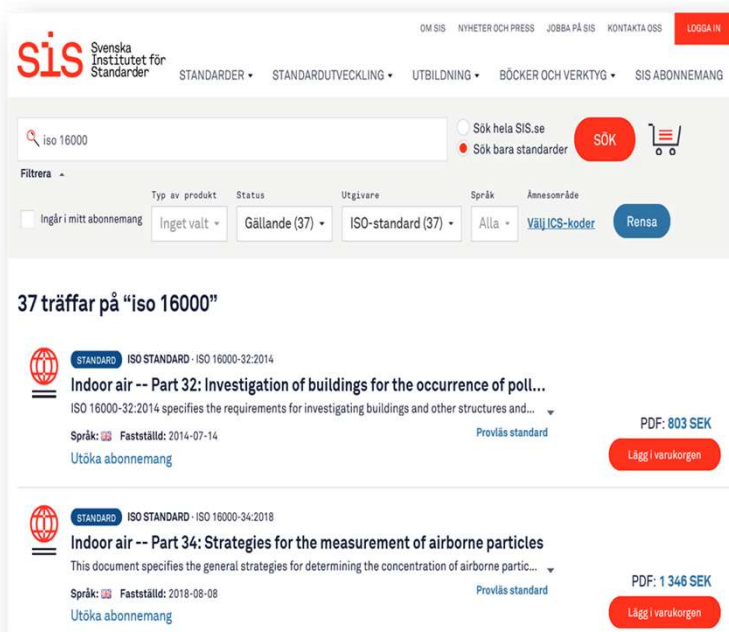 OM SIS NYHETER OCH PRESS JOBBA PÅ SIS KONTAKTA OSS LOGGA IN
sis Svenska
Institutet för
Standarder
STANDARDER STANDARDUTVECKLING UTBILDNING BÖCKER OCH VERKTYG SIS ABONNEMANG
iso 16000
Sök hela SIS.se
Sök bara standarder
SÖK
Filtrera
Typ av produkt Status Utgivare Språk Ämnesområde
Ingår i mitt abonnemang Inget valt Gällande (37) ISO-standard (37) Alla Välj ICS-koder Rensa
37 träffar på “iso 16000”
STANDARD ISO STANDARD · ISO 16000-32:2014
Indoor air -- Part 32: Investigation of buildings for the occurrence of poll...
ISO 16000-32:2014 specifies the requirements for investigating buildings and other structures and...
PDF: 803 SEK
Språk: Fastställd: 2014-07-14 Provläs standard
Lägg i varukorgen
Utöka abonnemang
STANDARD ISO STANDARD · ISO 16000-34:2018
Indoor air -- Part 34: Strategies for the measurement of airborne particles
This document specifies the general strategies for determining the concentration of airborne partic...
PDF: 1 346 SEK
Språk: Fastställd: 2018-08-08 Provläs standard
Lägg i varukorgen
Utöka abonnemang